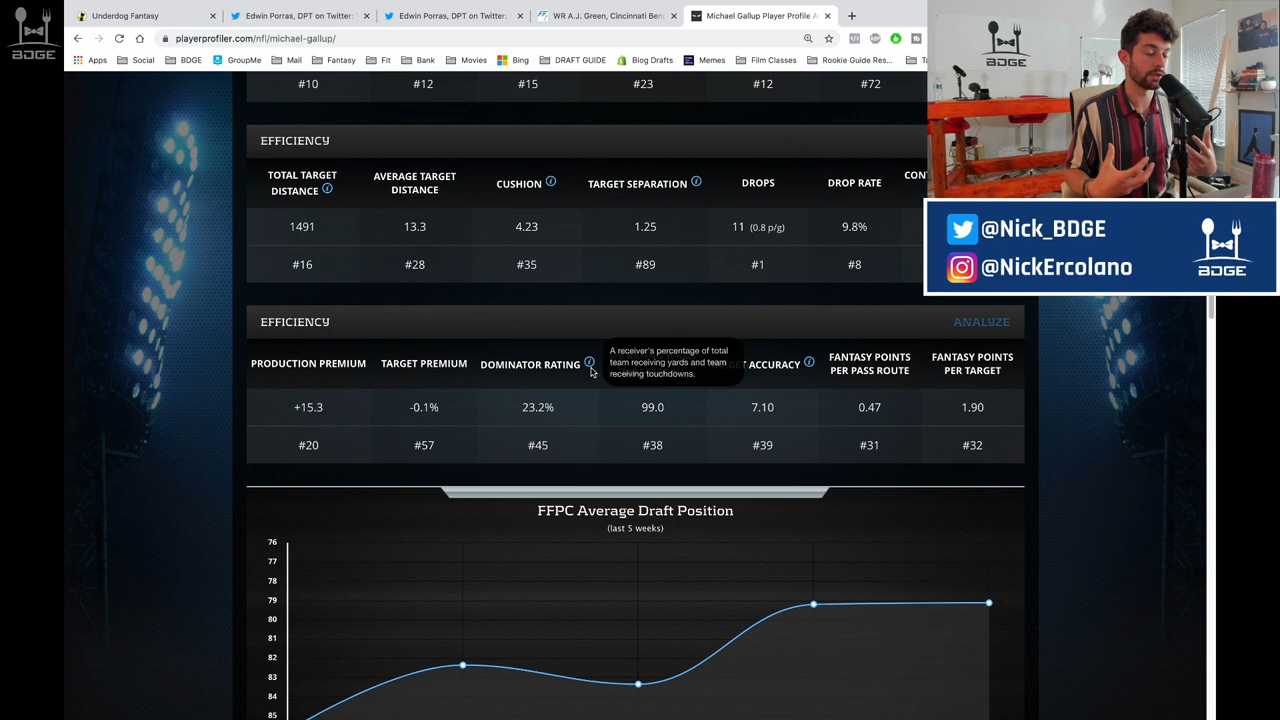 Underdog Fantasy
Edwin Porras, DPT on Twitter:
Edwin Porras, DPT on Twitter:
WR A.J. Green, Cincinnati Ben
Michael Gallup Player Profile A
playerprofiler.com/nfl/michael-gallup/
Apps
Social
BDGE
GroupMe
Mail
Fantasy
Fit
Bank
Movies
Bing
DRAFT GUIDE
Blog Drafts
Memes
Film Classes
Rookie Guide Res...
BDGE
BDGE
#10 #12 #15 #23 #12 #72
EFFICIENCY
TOTAL TARGET DISTANCE AVERAGE TARGET DISTANCE CUSHION TARGET SEPARATION DROPS DROP RATE CON
1491 13.3 4.23 1.25 11 (0.8 p/g) 9.8%
#16 #28 #35 #89 #1 #8
@Nick_BDGE
@NickErcolano
BDGE
EFFICIENCY ANALYZE
A receiver's percentage of total
team receiving yards and team
receiving touchdowns.
PRODUCTION PREMIUM TARGET PREMIUM DOMINATOR RATING GET ACCURACY FANTASY POINTS PER PASS ROUTE FANTASY POINTS PER TARGET
+15.3 -0.1% 23.2% 99.0 7.10 0.47 1.90
#20 #57 #45 #38 #39 #31 #32
FFPC Average Draft Position
(last 5 weeks)
76
77
78
79
80
81
82
83
84
85